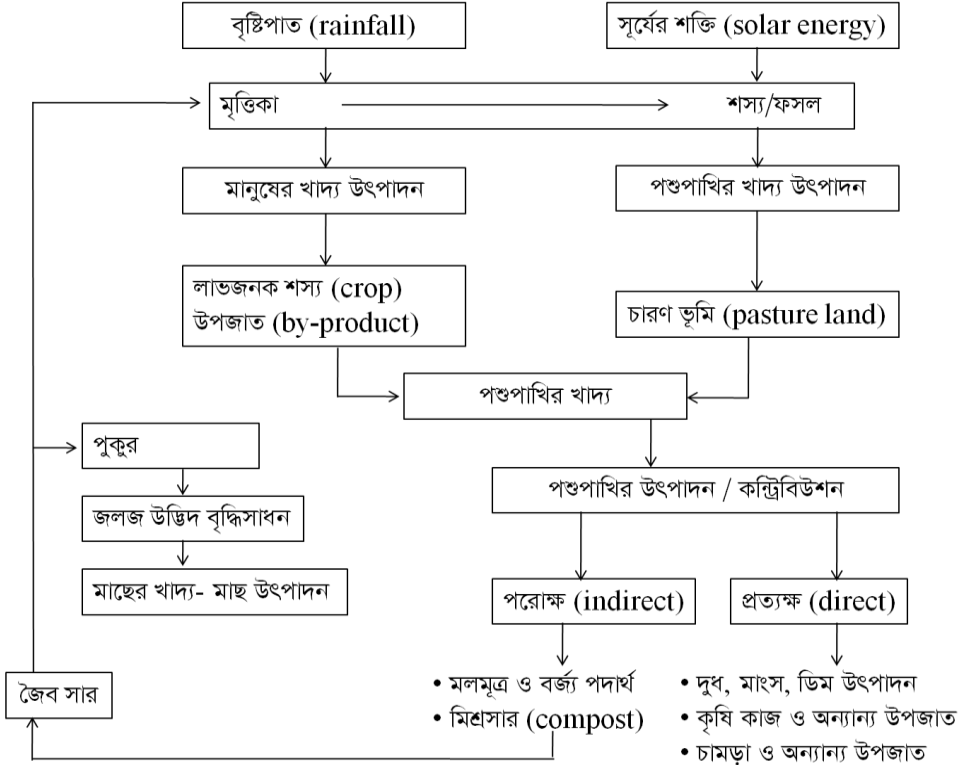 বৃষ্টিপাত (rainfall)
সূর্যের শক্তি (solar energy)
মৃত্তিকা
শস্য/ফসল
মানুষের খাদ্য উৎপাদন
পশুপাখির খাদ্য উৎপাদন
লাভজনক শস্য (crop)
উপজাত (by-product)
চারণ ভূমি (pasture land)
পশুপাখির খাদ্য
পুকুর
পশুপাখির উৎপাদন / কন্ট্রিবিউশন
জলজ উদ্ভিদ বৃদ্ধিসাধন
মাছের খাদ্য- মাছ উৎপাদন
পরোক্ষ (indirect)
প্রত্যক্ষ (direct)
জৈব সার
• মলমূত্র ও বর্জ্য পদার্থ
• মিশ্রসার (compost)
• দুধ, মাংস, ডিম উৎপাদন
• কৃষি কাজ ও অন্যান্য উপজাত
• চামড়া ও অন্যান্য উপজাত